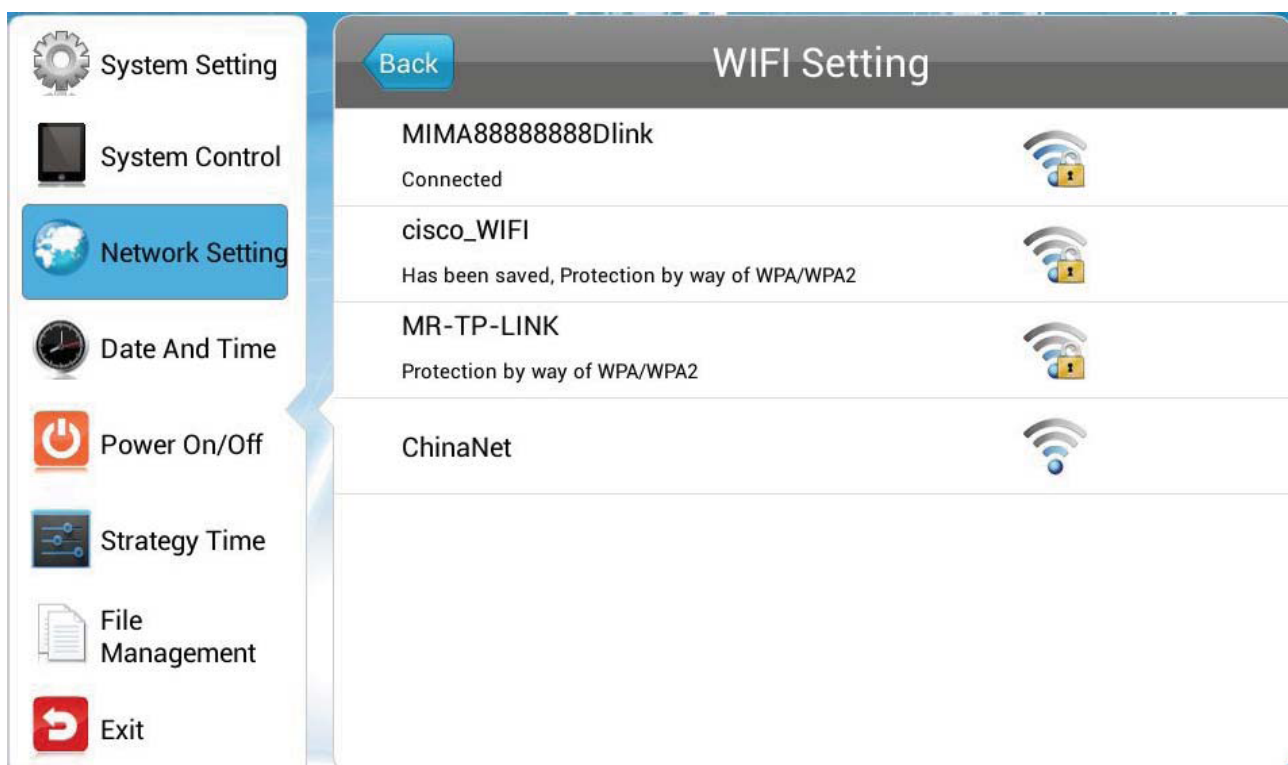 System Setting
System Control
Network Setting
Date And Time
Power On/Off
Strategy Time
File
Management
Exit
Back
WIFI Setting
MIMA88888888Dlink
Connected
cisco_WIFI
Has been saved, Protection by way of WPA/WPA2
MR-TP-LINK
Protection by way of WPA/WPA2
ChinaNet